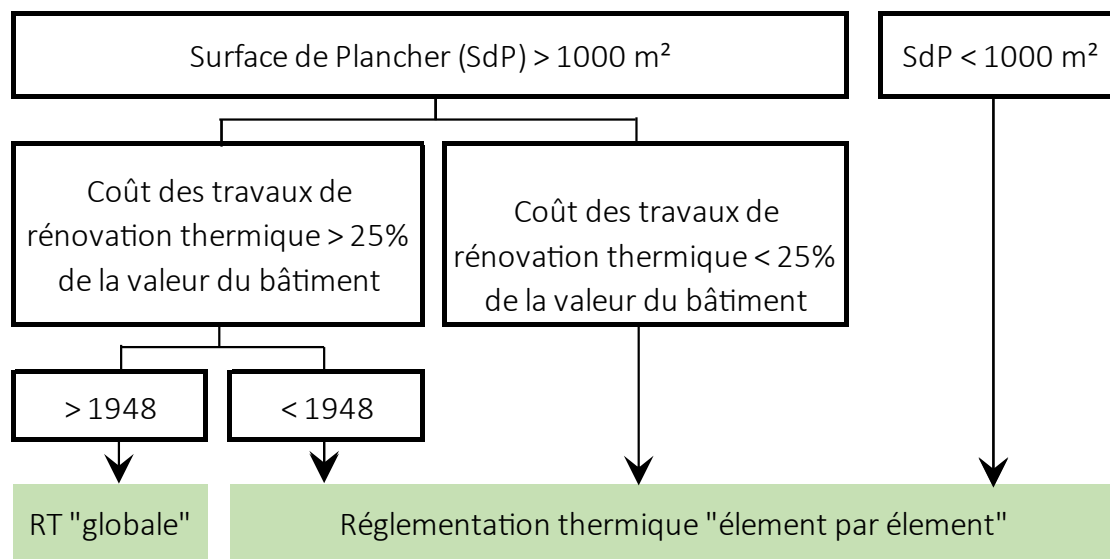 Surface de Plancher (SdP) > 1000 m²
SdP < 1000 m²
Coût des travaux de
rénovation thermique > 25%
de la valeur du bâtiment
Coût des travaux de
rénovation thermique < 25%
de la valeur du bâtiment
> 1948
< 1948
RT "globale"
Réglementation thermique "élement par élement"